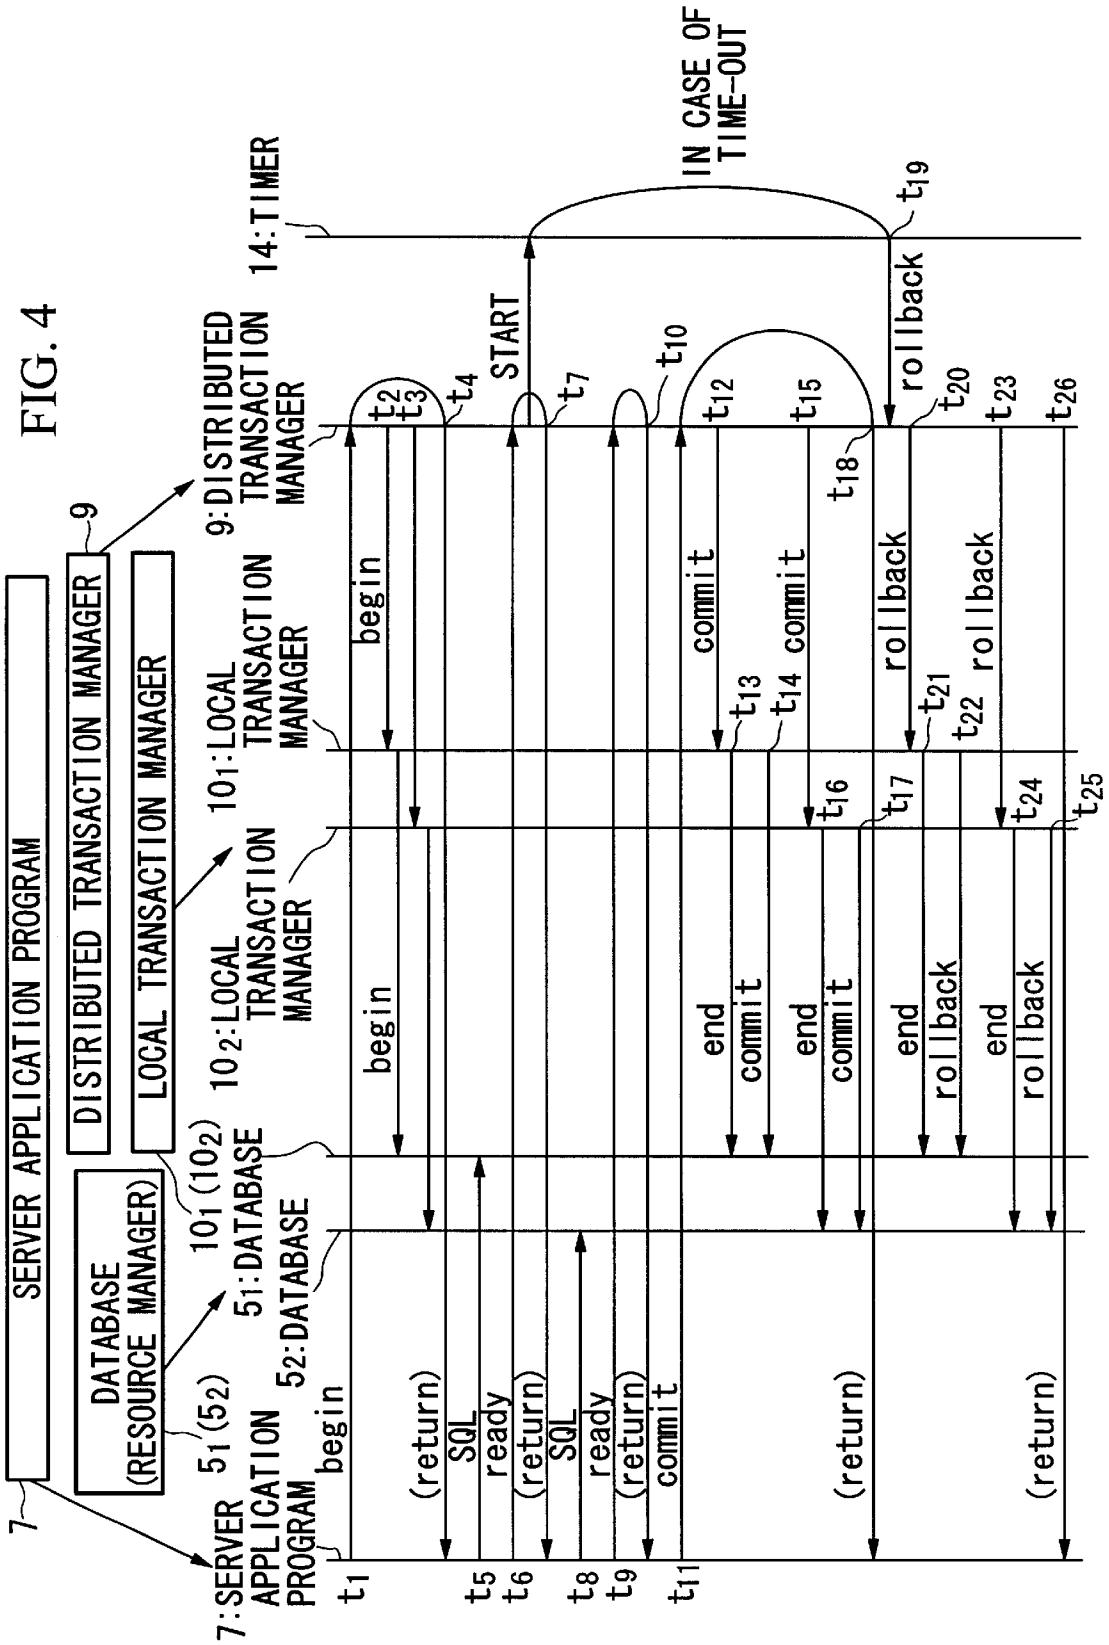 FIG. 4
SERVER APPLICATION PROGRAM
7
DATABASE
(RESOURCE MANAGER)
DISTRIBUTED TRANSACTION MANAGER
9
LOCAL TRANSACTION MANAGER
5₁(5₂)
10₁(10₂)
7:SERVER
APPLICATION
PROGRAM
5₂:DATABASE
5₁:DATABASE
10₂:LOCAL
TRANSACTION
MANAGER
10₁:LOCAL
TRANSACTION
MANAGER
9:DISTRIBUTED
TRANSACTION
MANAGER
14:TIMER
t₁
begin
begin
t₂
begin
t₃
(return)
t₄
t₅
SQL
START
t₆
ready
(return)
t₇
t₈
SQL
t₉
ready
(return)
t₁₀
t₁₁
commit
commit
t₁₂
end
t₁₃
commit
t₁₄
commit
t₁₅
end
t₁₆
commit
t₁₇
(return)
t₁₈
IN CASE OF
TIME-OUT
rollback
t₁₉
rollback
t₂₀
end
t₂₁
rollback
t₂₂
rollback
t₂₃
end
t₂₄
rollback
t₂₅
(return)
t₂₆